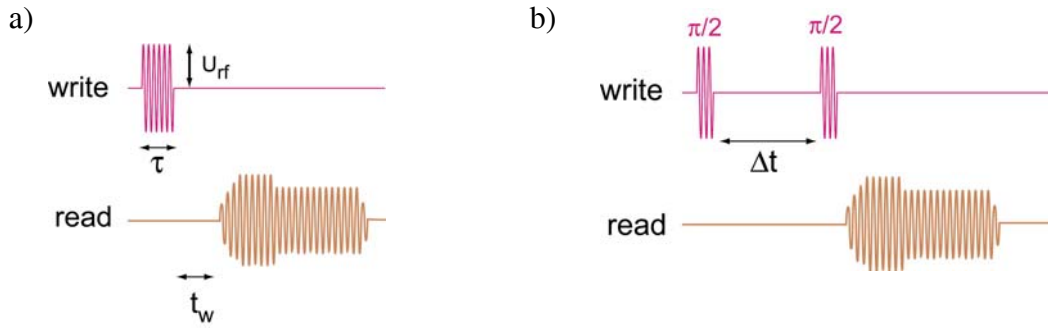 a)
write
U_rf
τ
read
t_w
b)
π/2 π/2
write
Δt
read